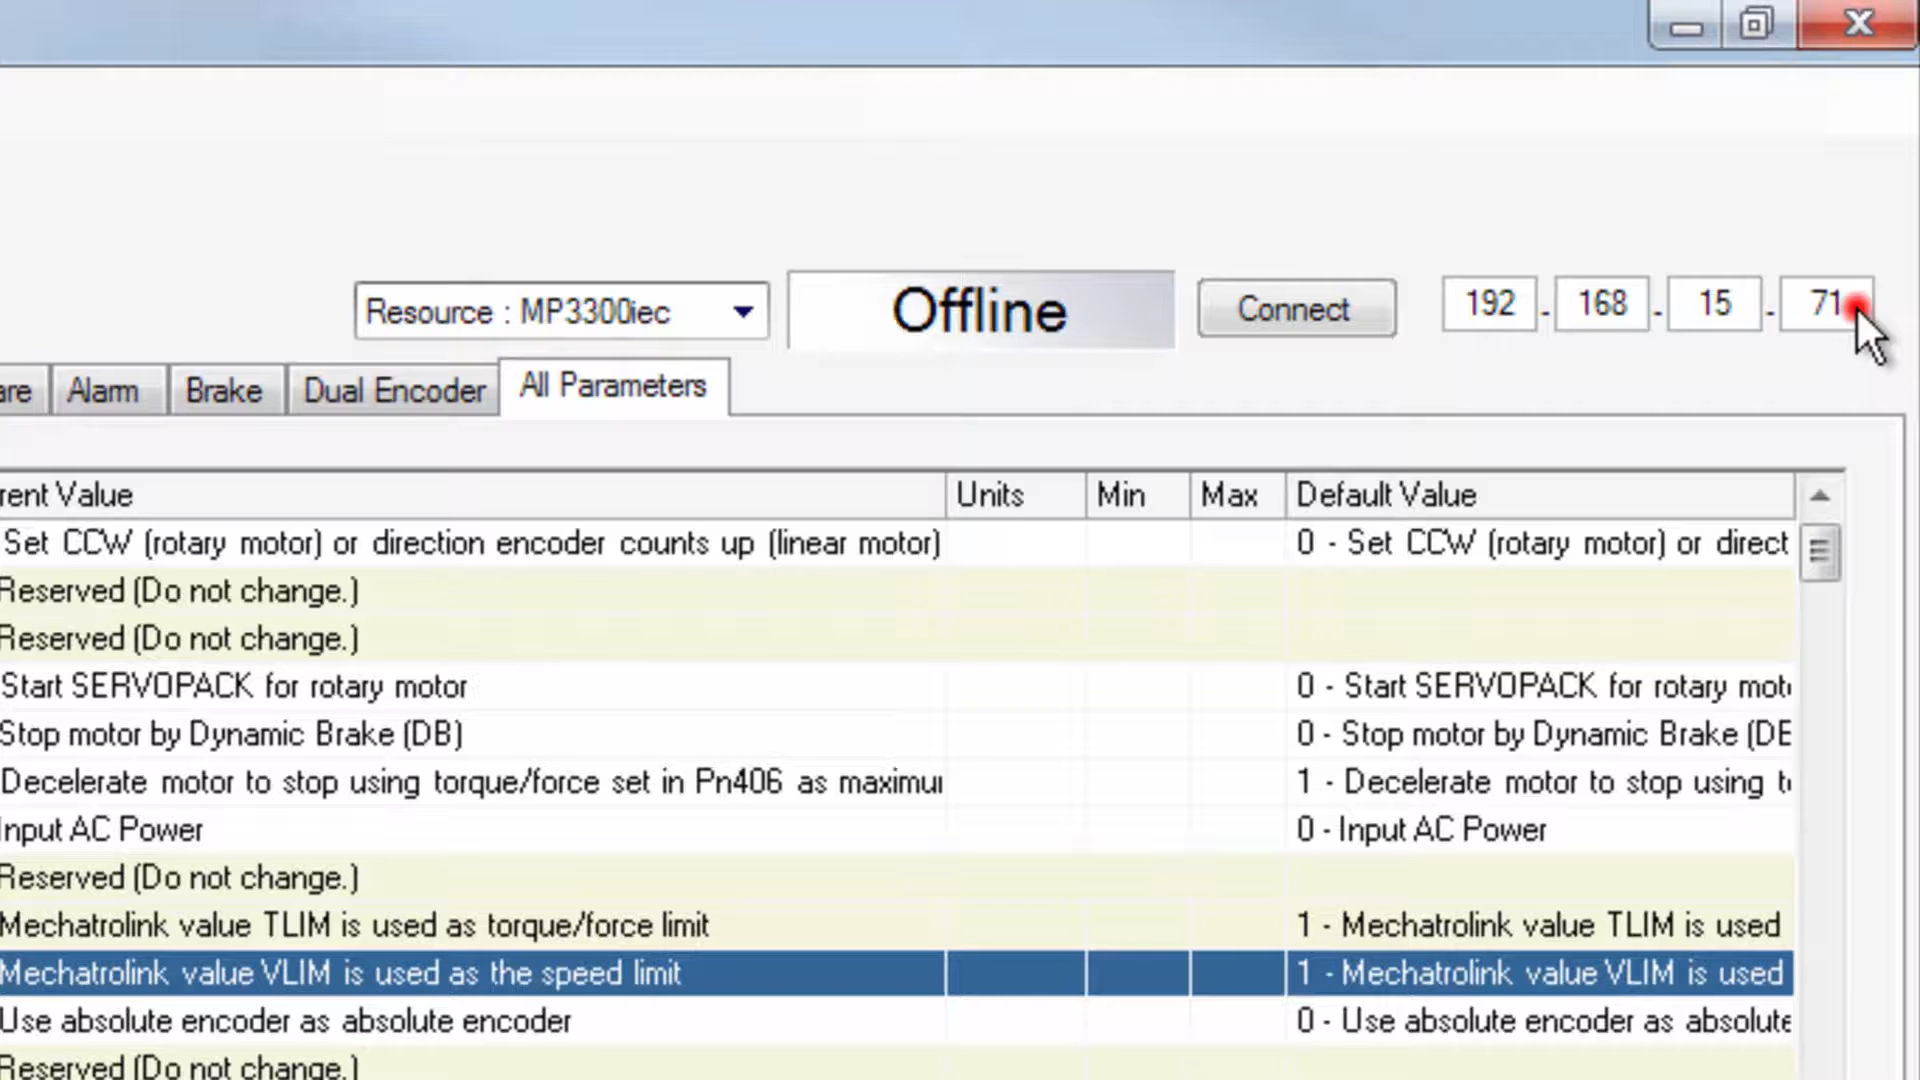 Resource : MP3300iec
Offline
Connect
192 . 168 . 15 . 71
are Alarm Brake Dual Encoder All Parameters
rent Value Units Min Max Default Value
Set CCW (rotary motor) or direction encoder counts up (linear motor) 0 - Set CCW (rotary motor) or direct
Reserved (Do not change.)
Reserved (Do not change.)
Start SERVOPACK for rotary motor 0 - Start SERVOPACK for rotary mot
Stop motor by Dynamic Brake (DB) 0 - Stop motor by Dynamic Brake (DB
Decelerate motor to stop using torque/force set in Pn406 as maximu 1 - Decelerate motor to stop using t
Input AC Power 0 - Input AC Power
Reserved (Do not change.)
Mechatrolink value TLIM is used as torque/force limit 1 - Mechatrolink value TLIM is used
Mechatrolink value VLIM is used as the speed limit 1 - Mechatrolink value VLIM is used
Use absolute encoder as absolute encoder 0 - Use absolute encoder as absolute
Reserved (Do not change.)